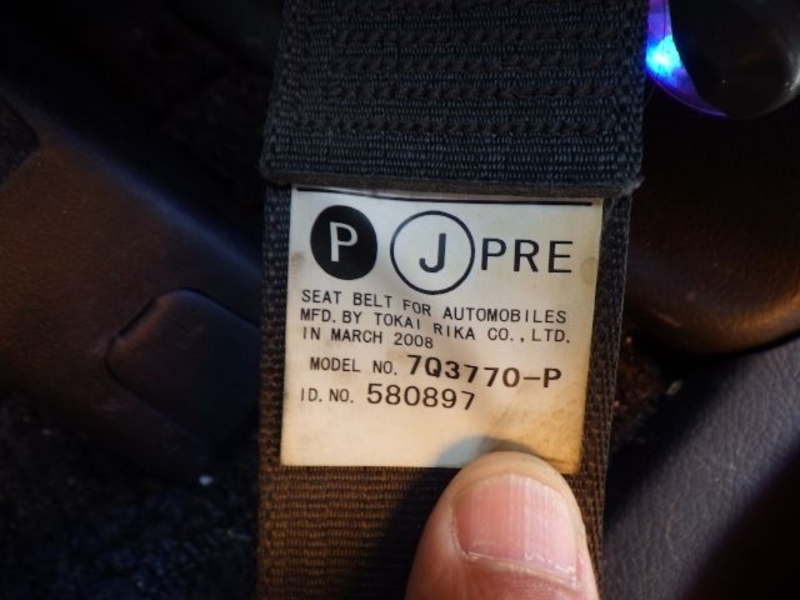 P J PRE
SEAT BELT FOR AUTOMOBILES
MFD. BY TOKAI RIKA CO., LTD.
IN MARCH 2008
MODEL NO. 7Q3770-P
ID. NO. 580897